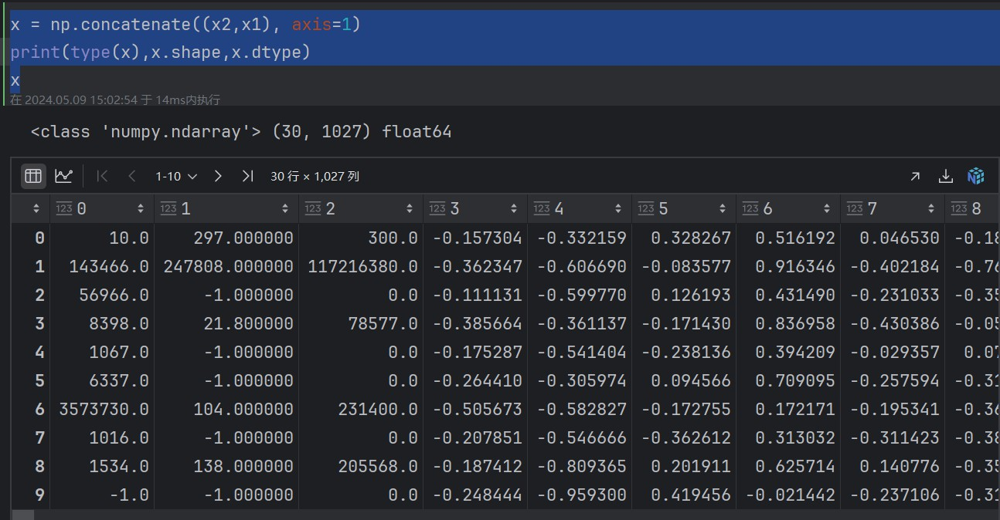 x = np.concatenate((x2,x1), axis=1)
print(type(x),x.shape,x.dtype)
x
在 2024.05.09 15:02:54 于 14ms内执行
<class 'numpy.ndarray'> (30, 1027) float64
1-10 30 行 × 1,027 列
123 0 123 1 123 2 123 3 123 4 123 5 123 6 123 7 123 8
0 10.0 297.000000 300.0 -0.157304 -0.332159 0.328267 0.516192 0.046530 -0.18
1 143466.0 247808.000000 117216380.0 -0.362347 -0.606690 -0.083577 0.916346 -0.402184 -0.76
2 56966.0 -1.000000 0.0 -0.111131 -0.599770 0.126193 0.431490 -0.231033 -0.35
3 8398.0 21.800000 78577.0 -0.385664 -0.361137 -0.171430 0.836958 -0.430386 -0.05
4 1067.0 -1.000000 0.0 -0.175287 -0.541404 -0.238136 0.394209 -0.029357 0.07
5 6337.0 -1.000000 0.0 -0.264410 -0.305974 0.094566 0.709095 -0.257594 -0.31
6 3573730.0 104.000000 231400.0 -0.505673 -0.582827 -0.172755 0.172171 -0.195341 -0.36
7 1016.0 -1.000000 0.0 -0.207851 -0.546666 -0.362612 0.313032 -0.311423 -0.38
8 1534.0 138.000000 205568.0 -0.187412 -0.809365 0.201911 0.625714 0.140776 -0.35
9 -1.0 -1.000000 0.0 -0.248444 -0.959300 0.419456 -0.021442 -0.237106 -0.31